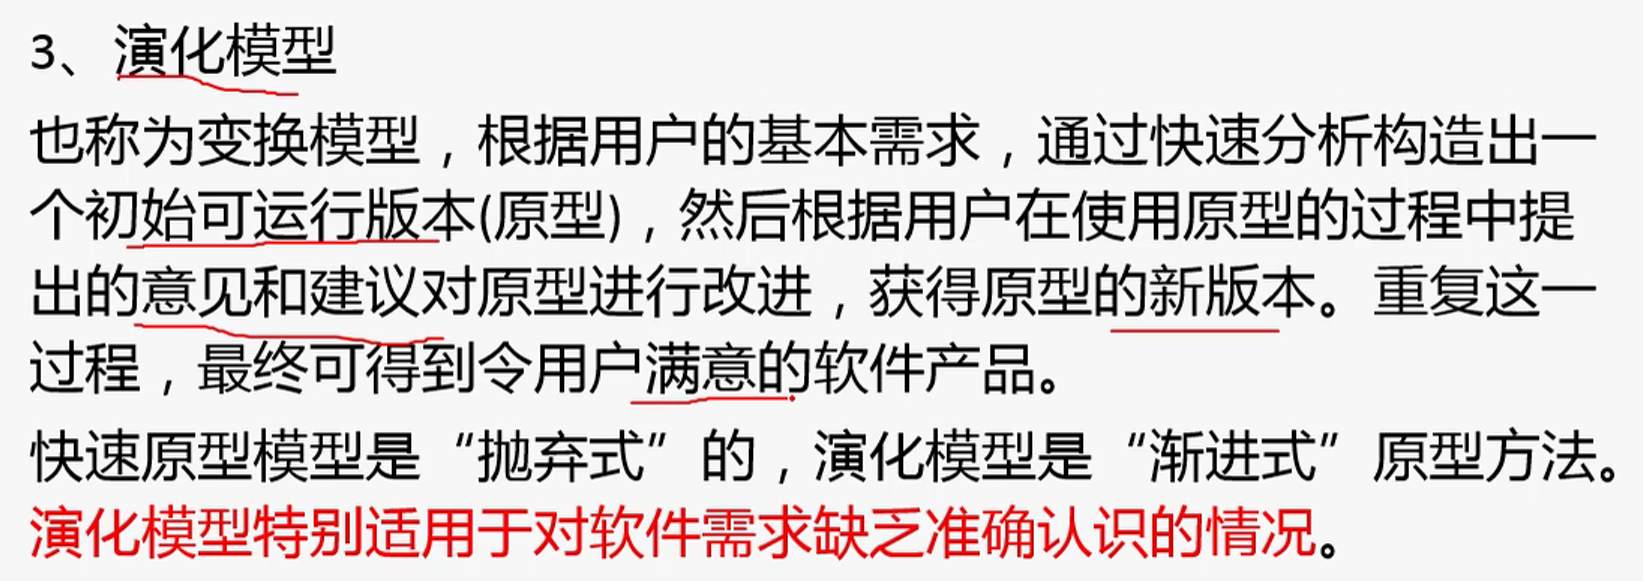 3、演化模型
也称为变换模型，根据用户的基本需求，通过快速分析构造出一
个初始可运行版本(原型)，然后根据用户在使用原型的过程中提
出的意见和建议对原型进行改进，获得原型的新版本。重复这一
过程，最终可得到令用户满意的软件产品。
快速原型模型是“抛弃式”的，演化模型是“渐进式”原型方法。
演化模型特别适用于对软件需求缺乏准确认识的情况。